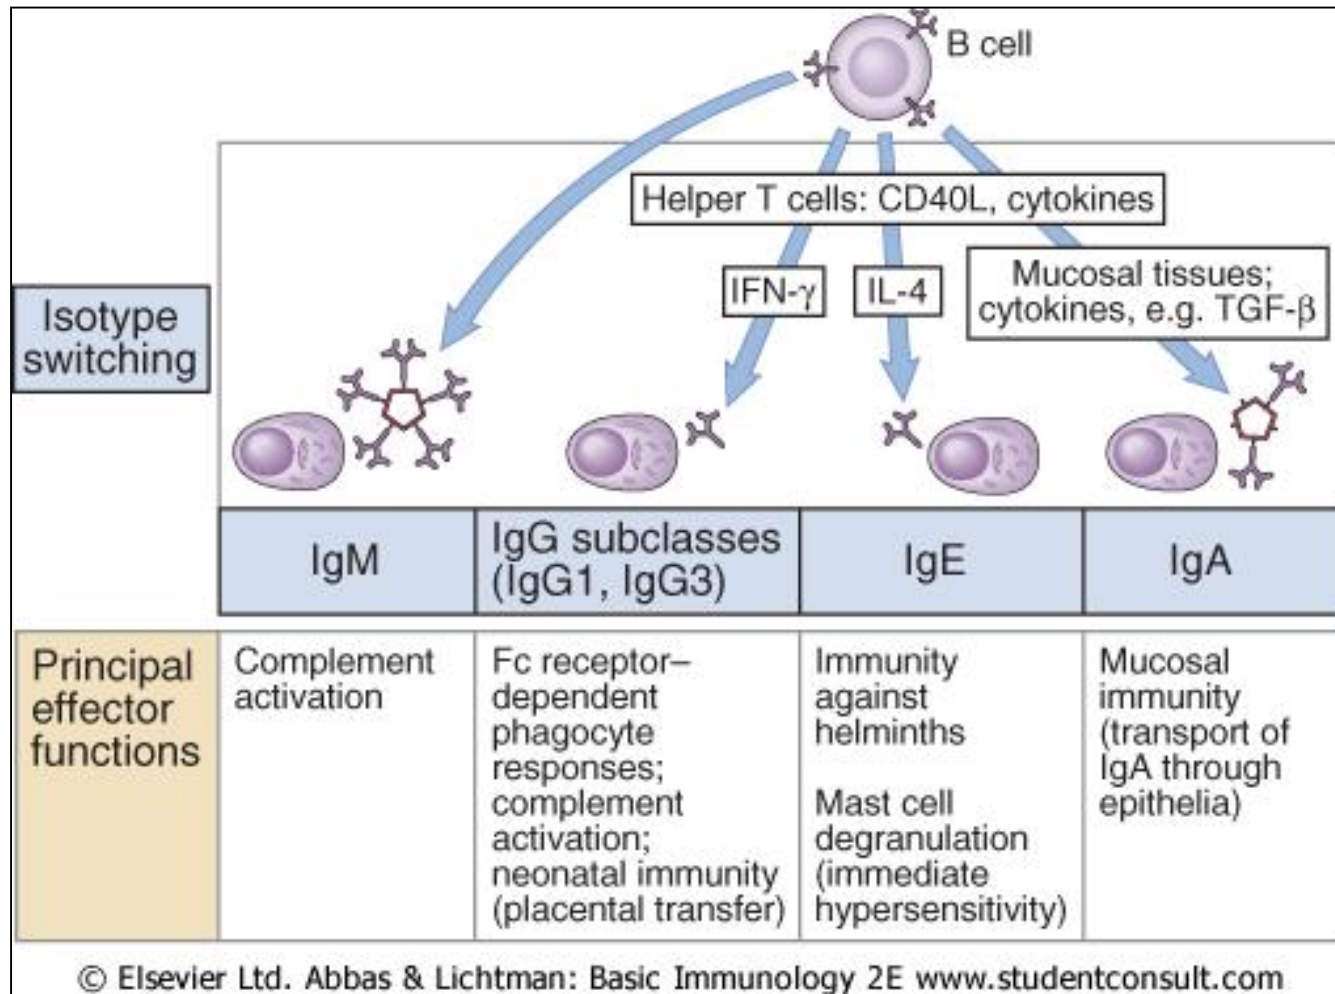 B cell
Helper T cells: CD40L, cytokines
IFN-γ
IL-4
Mucosal tissues;
cytokines, e.g. TGF-β
Isotype
switching
IgM
IgG subclasses
(IgG1, IgG3)
IgE
IgA
Principal
effector
functions
Complement
activation
Fc receptor–
dependent
phagocyte
responses;
complement
activation;
neonatal immunity
(placental transfer)
Immunity
against
helminths
Mast cell
degranulation
(immediate
hypersensitivity)
Mucosal
immunity
(transport of
IgA through
epithelia)
© Elsevier Ltd. Abbas & Lichtman: Basic Immunology 2E www.studentconsult.com